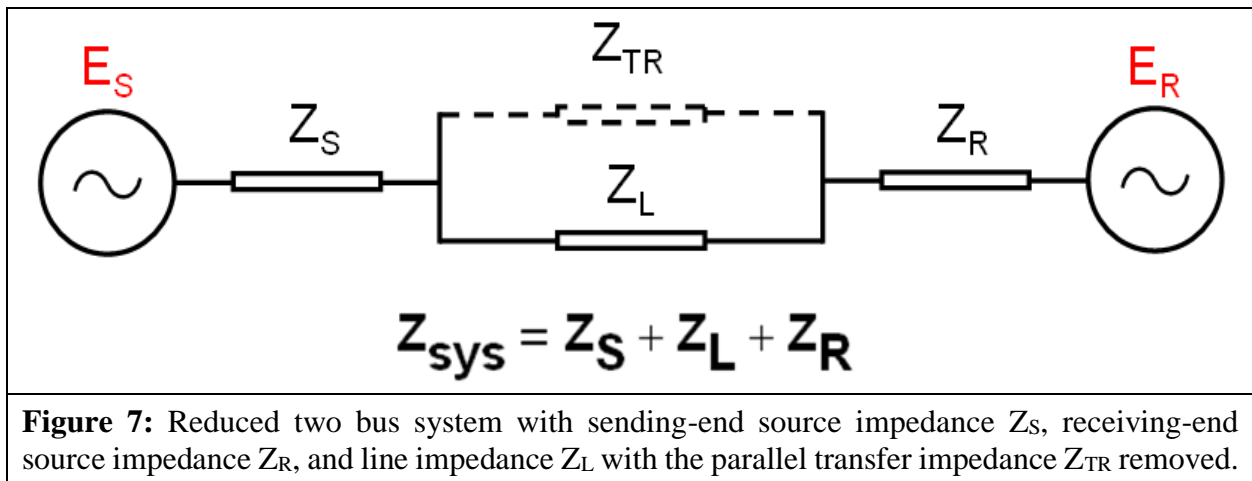 Z_TR
E_S
E_R
Z_S
Z_R
Z_L
Z_sys = Z_S + Z_L + Z_R
Figure 7: Reduced two bus system with sending-end source impedance Z_S, receiving-end
source impedance Z_R, and line impedance Z_L with the parallel transfer impedance Z_TR removed.